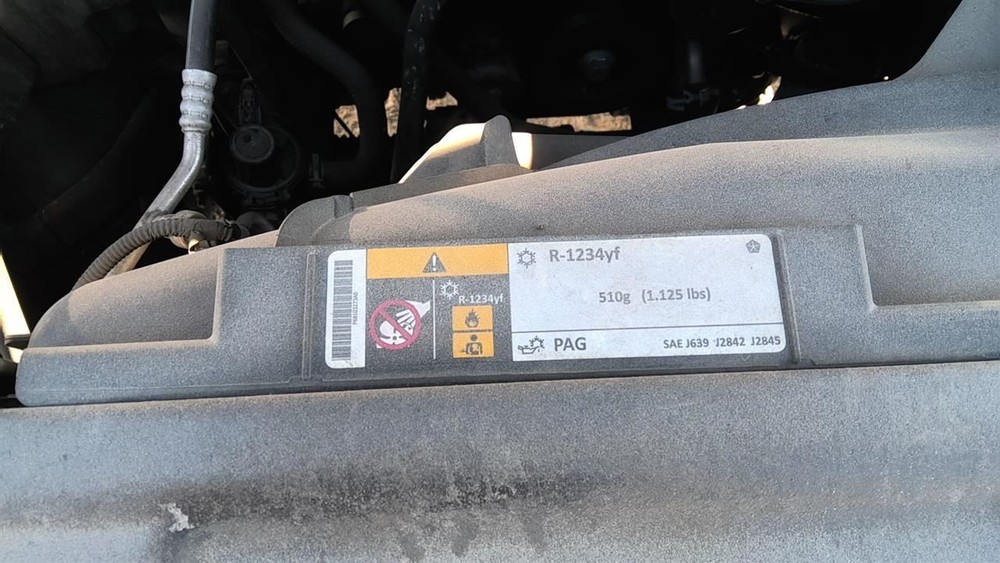 R-1234yf
R-1234yf
510g (1.125 lbs)
PAG
SAE J639 J2842 J2845